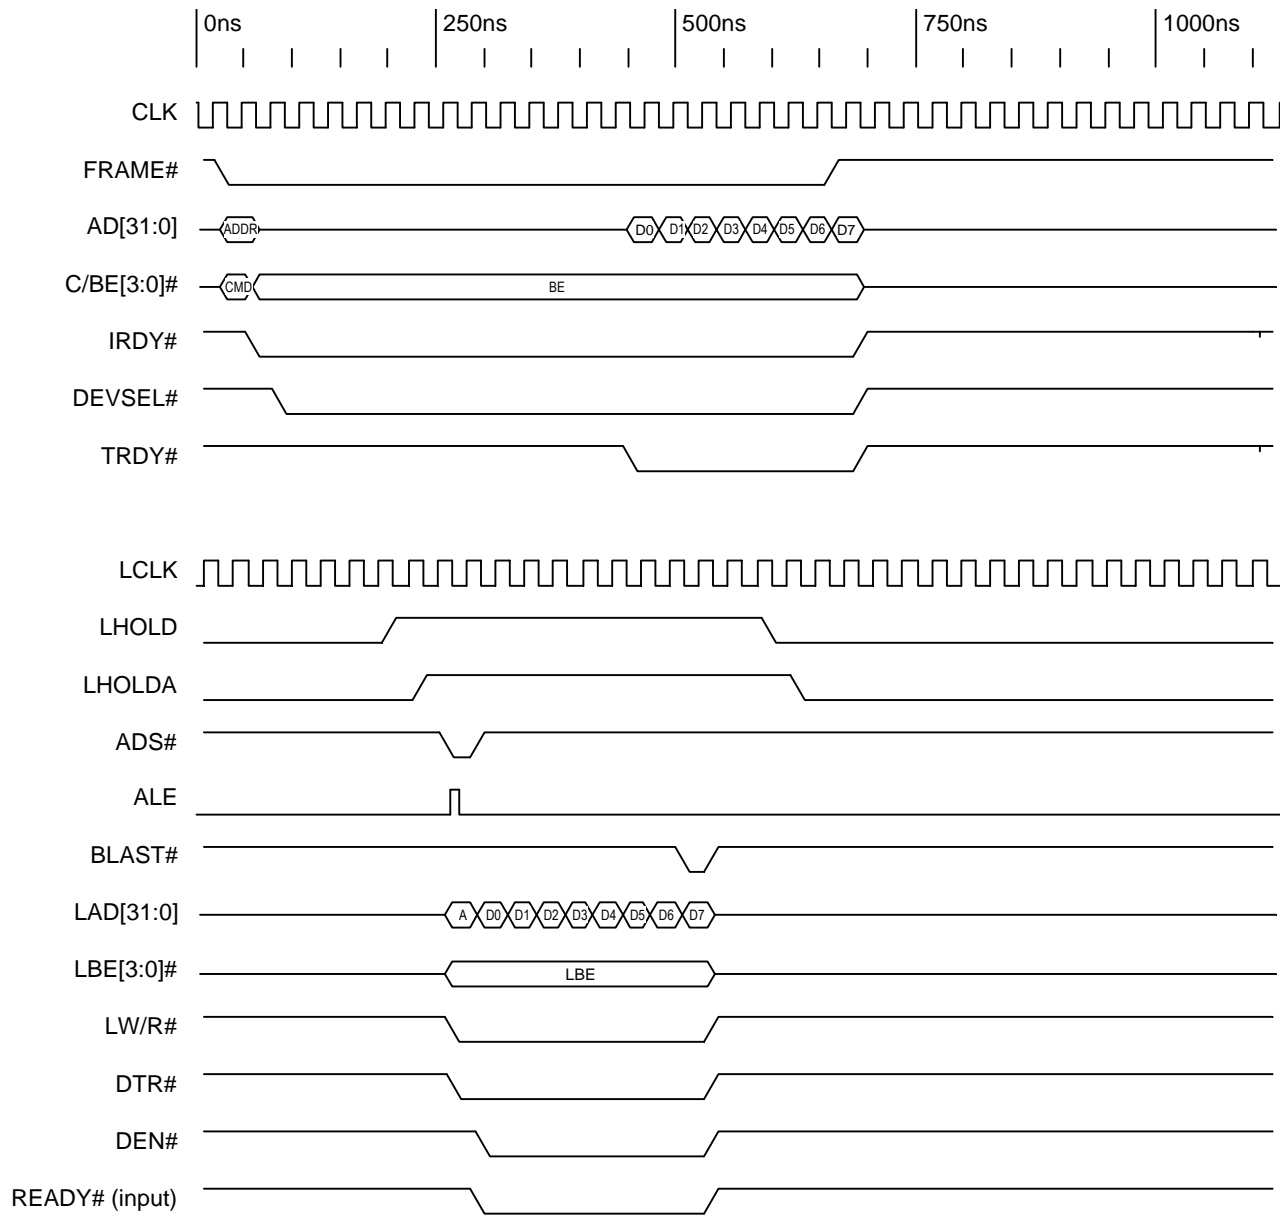 0ns 250ns 500ns 750ns 1000ns
CLK
FRAME#
AD[31:0] ADDR D0 D1 D2 D3 D4 D5 D6 D7
C/BE[3:0]# CMD BE
IRDY#
DEVSEL#
TRDY#
LCLK
LHOLD
LHOLDA
ADS#
ALE
BLAST#
LAD[31:0] A D0 D1 D2 D3 D4 D5 D6 D7
LBE[3:0]# LBE
LW/R#
DTR#
DEN#
READY# (input)